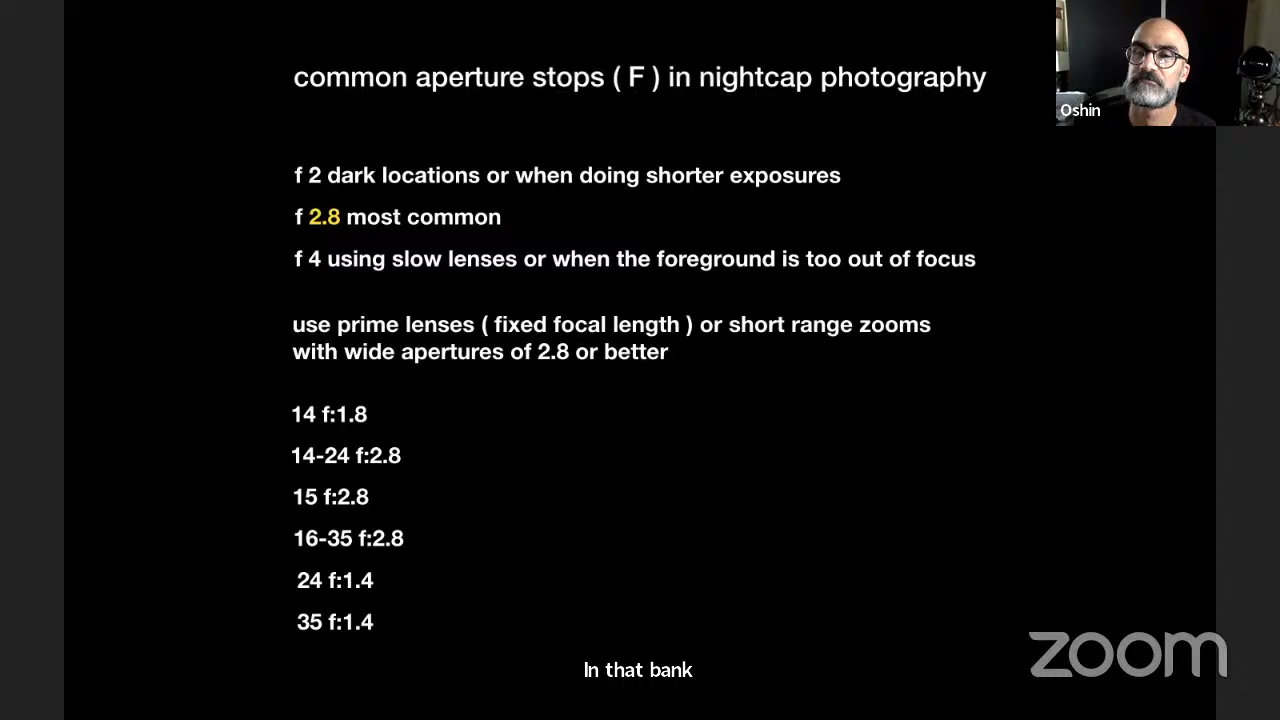 common aperture stops ( F ) in nightcap photography
Oshin
f 2 dark locations or when doing shorter exposures
f 2.8 most common
f 4 using slow lenses or when the foreground is too out of focus
use prime lenses ( fixed focal length ) or short range zooms
with wide apertures of 2.8 or better
14 f:1.8
14-24 f:2.8
15 f:2.8
16-35 f:2.8
24 f:1.4
35 f:1.4
In that bank
zoom